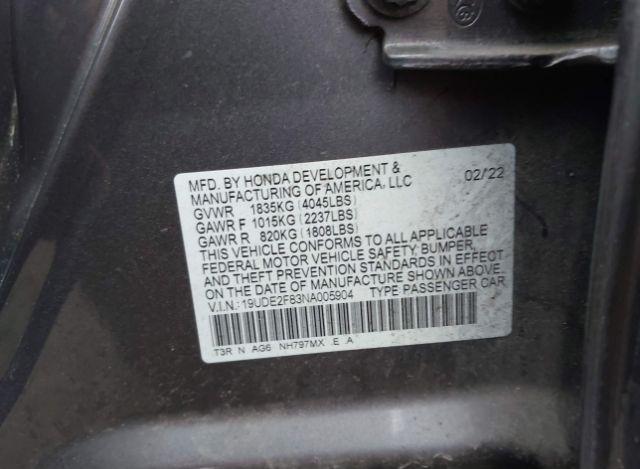 MFD. BY HONDA DEVELOPMENT &
MANUFACTURING OF AMERICA, LLC 02/22
GVWR 1835KG (4045LBS)
GAWR F 1015KG (2237LBS)
GAWR R 820KG (1808LBS)
THIS VEHICLE CONFORMS TO ALL APPLICABLE
FEDERAL MOTOR VEHICLE SAFETY BUMPER,
AND THEFT PREVENTION STANDARDS IN EFFECT
ON THE DATE OF MANUFACTURE SHOWN ABOVE.
V.I.N.: 19UDE2F83NA005904 TYPE:PASSENGER CAR
T3R N AG6 NH797MX .E .A